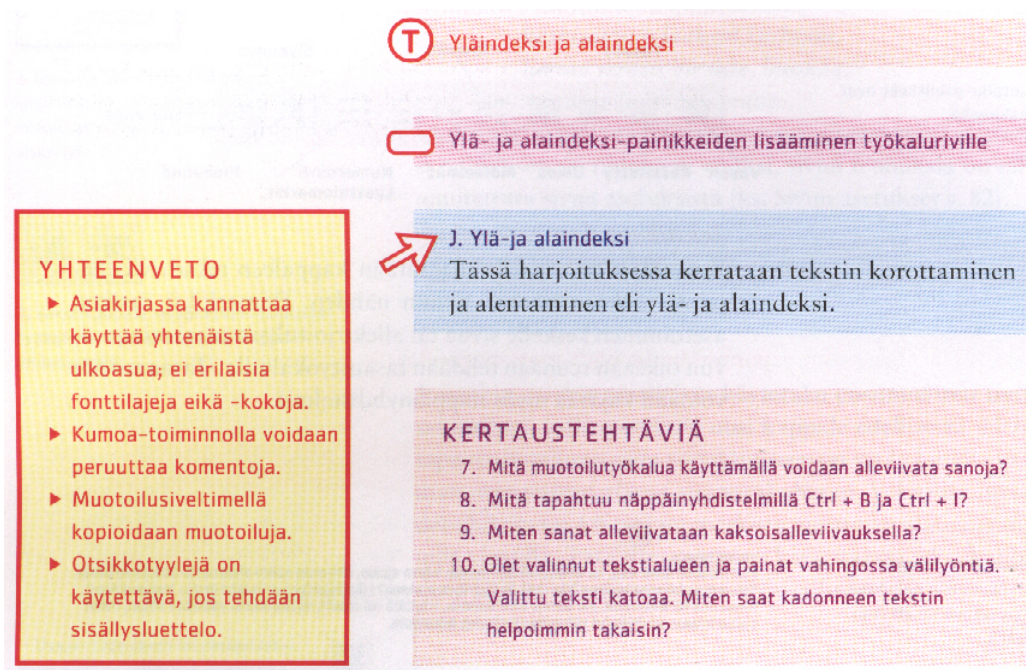 T Yläindeksi ja alaindeksi
Ylä- ja alaindeksi-painikkeiden lisääminen työkaluriville
J. Ylä-ja alaindeksi
Tässä harjoituksessa kerrataan tekstin korottaminen
ja alentaminen eli ylä- ja alaindeksi.
YHTEENVETO
▶ Asiakirjassa kannattaa
käyttää yhtenäistä
ulkoasua; ei erilaisia
fonttilajeja eikä -kokoja.
▶ Kumoa-toiminnolla voidaan
peruuttaa komentoja.
▶ Muotoilusiveltimellä
kopioidaan muotoiluja.
▶ Otsikkotyylejä on
käytettävä, jos tehdään
sisällysluettelo.
KERTAUSTEHTÄVIÄ
7. Mitä muotoilutyökalua käyttämällä voidaan alleviivata sanoja?
8. Mitä tapahtuu näppäinyhdistelmillä Ctrl + B ja Ctrl + I?
9. Miten sanat alleviivataan kaksoisalleviivauksella?
10. Olet valinnut tekstialueen ja painat vahingossa välilyöntiä.
Valittu teksti katoaa. Miten saat kadonneen tekstin
helpoimmin takaisin?